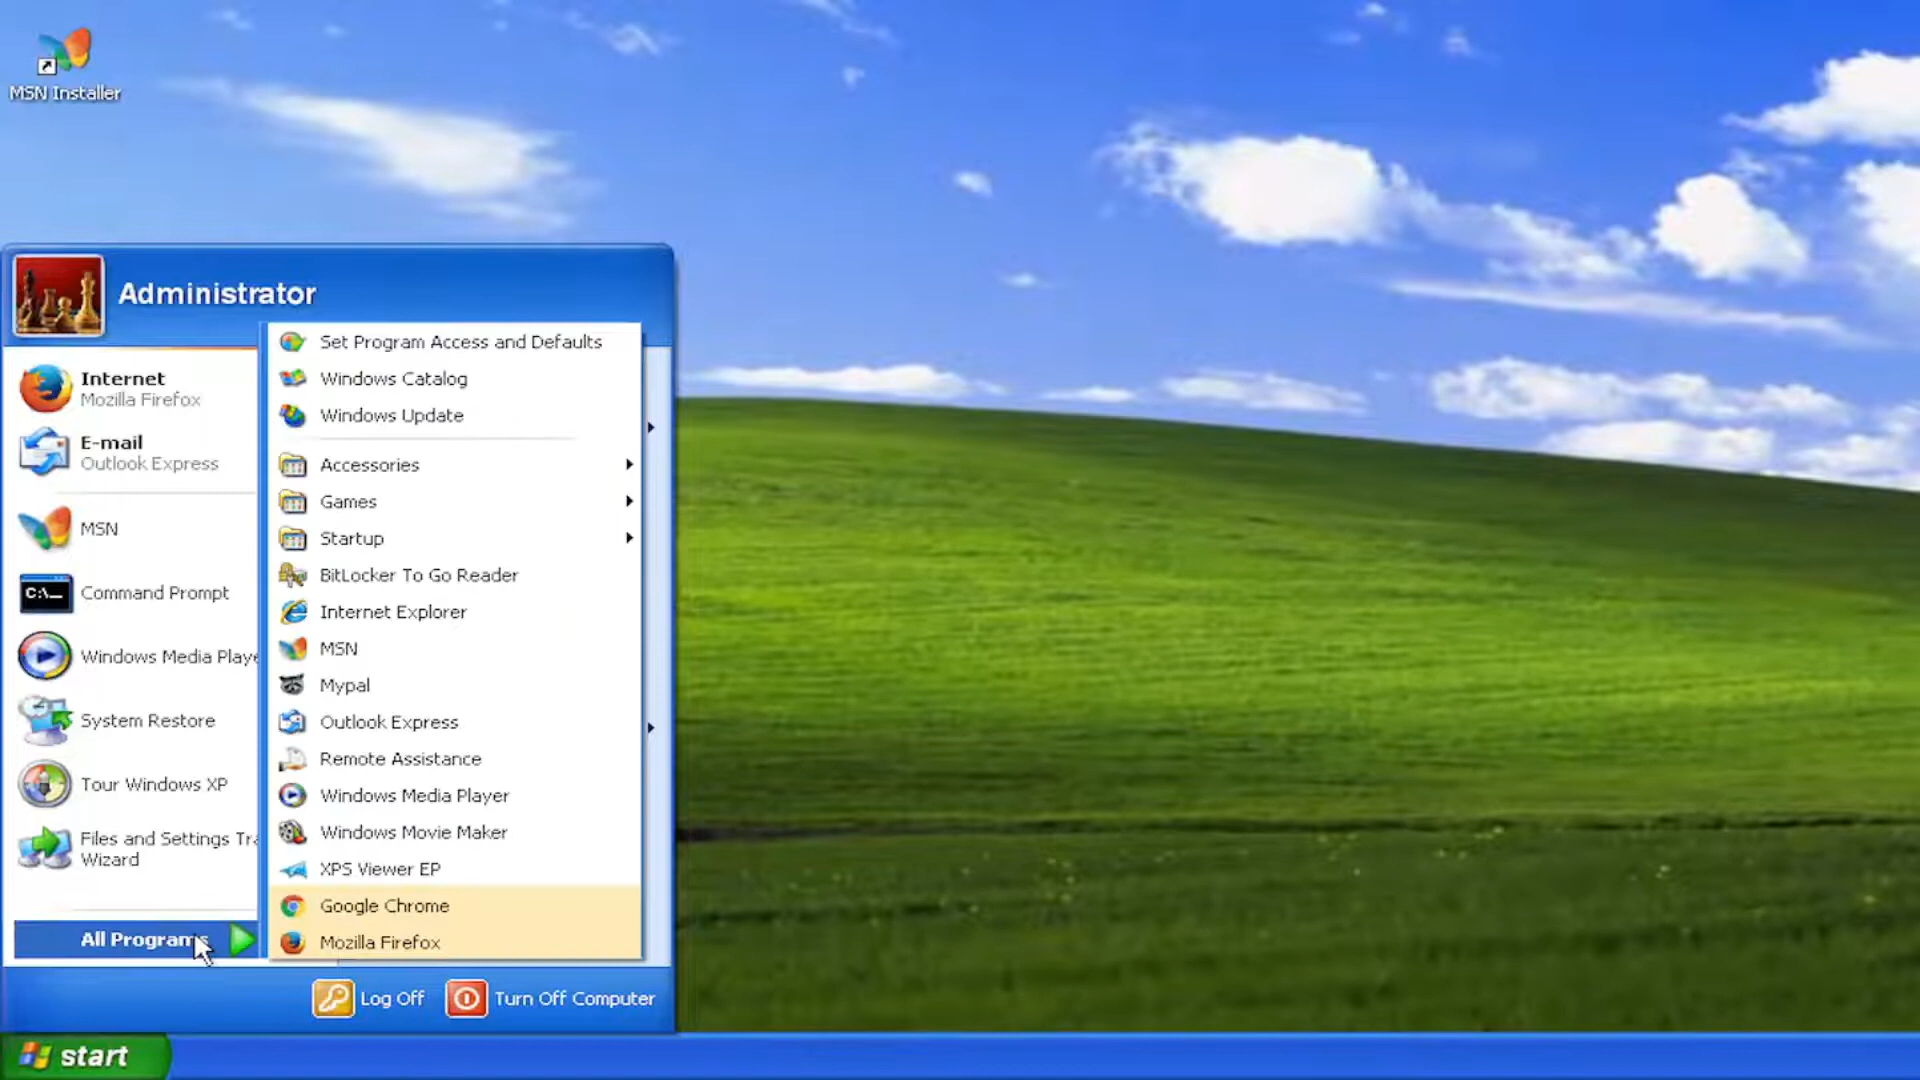 MSN Installer
Administrator
Internet
Mozilla Firefox
E-mail
Outlook Express
MSN
C:\_
Command Prompt
Windows Media Playe
System Restore
Tour Windows XP
Files and Settings Tra
Wizard
All Programs
Set Program Access and Defaults
Windows Catalog
Windows Update
Accessories
Games
Startup
BitLocker To Go Reader
Internet Explorer
MSN
Mypal
Outlook Express
Remote Assistance
Windows Media Player
Windows Movie Maker
XPS Viewer EP
Google Chrome
Mozilla Firefox
Log Off
Turn Off Computer
start